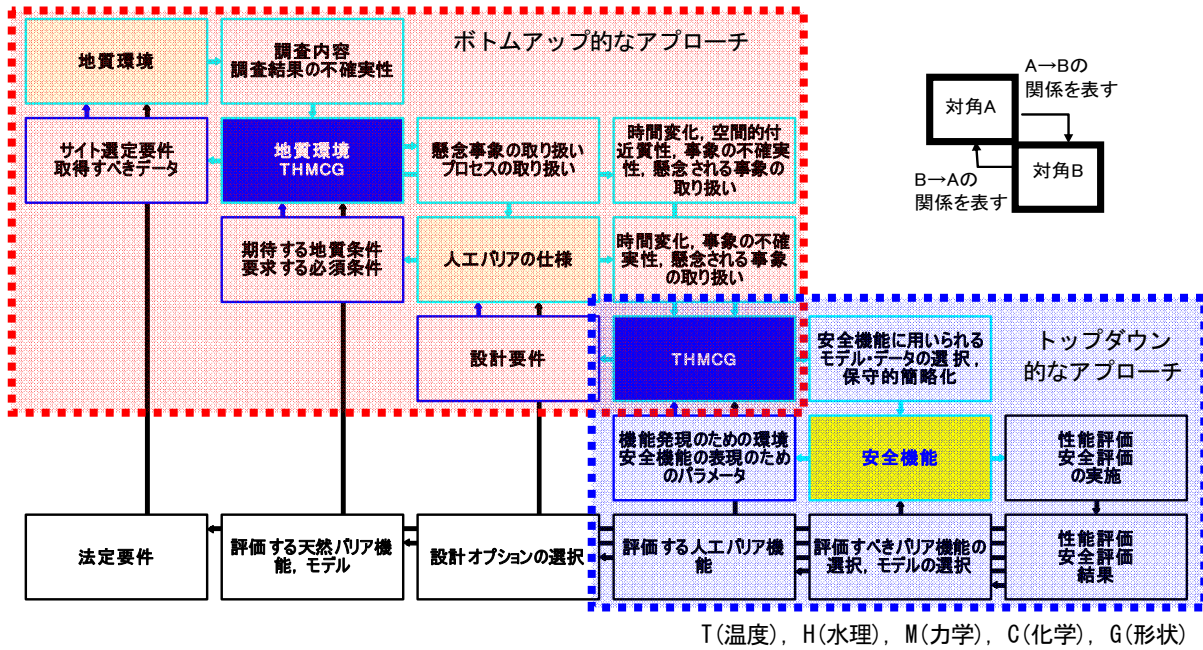 ボトムアップ的なアプローチ
地質環境
調査内容
調査結果の不確実性
A→Bの
関係を表す
対角A
対角B
B→Aの
関係を表す
サイト選定要件
取得すべきデータ
地質環境
THMCG
懸念事象の取り扱い
プロセスの取り扱い
時間変化，空間的付
近質性，事象の不確実
性，懸念される事象の
取り扱い
期待する地質条件
要求する必須条件
人工バリアの仕様
時間変化，事象の不確
実性，懸念される事象
の取り扱い
設計要件
THMCG
安全機能に用いられる
モデル・データの選択，
保守的簡略化
トップダウン
的なアプローチ
機能発現のための環境
安全機能の表現のため
のパラメータ
安全機能
性能評価
安全評価
の実施
法定要件
評価する天然バリア機
能，モデル
設計オプションの選択
評価する人工バリア機
能
評価すべきバリア機能の
選択，モデルの選択
性能評価
安全評価
結果
T(温度)，H(水理)，M(力学)，C(化学)，G(形状)